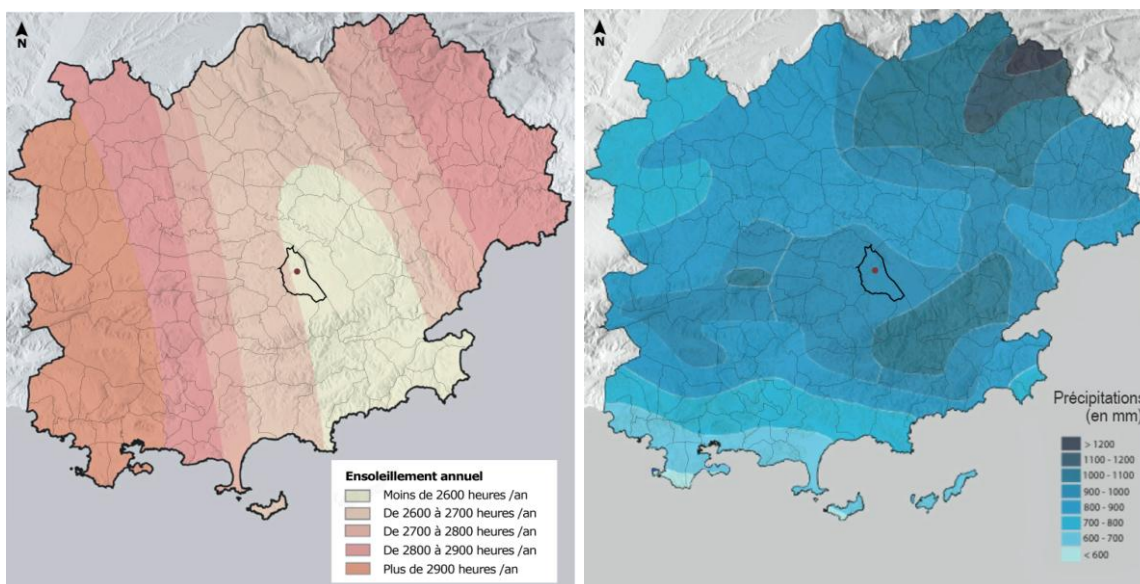 N
Ensoleillement annuel
Moins de 2600 heures /an
De 2600 à 2700 heures /an
De 2700 à 2800 heures /an
De 2800 à 2900 heures /an
Plus de 2900 heures /an
N
Précipitations
(en mm)
> 1200
1100 - 1200
1000 - 1100
900 - 1000
800 - 900
700 - 800
600 - 700
< 600